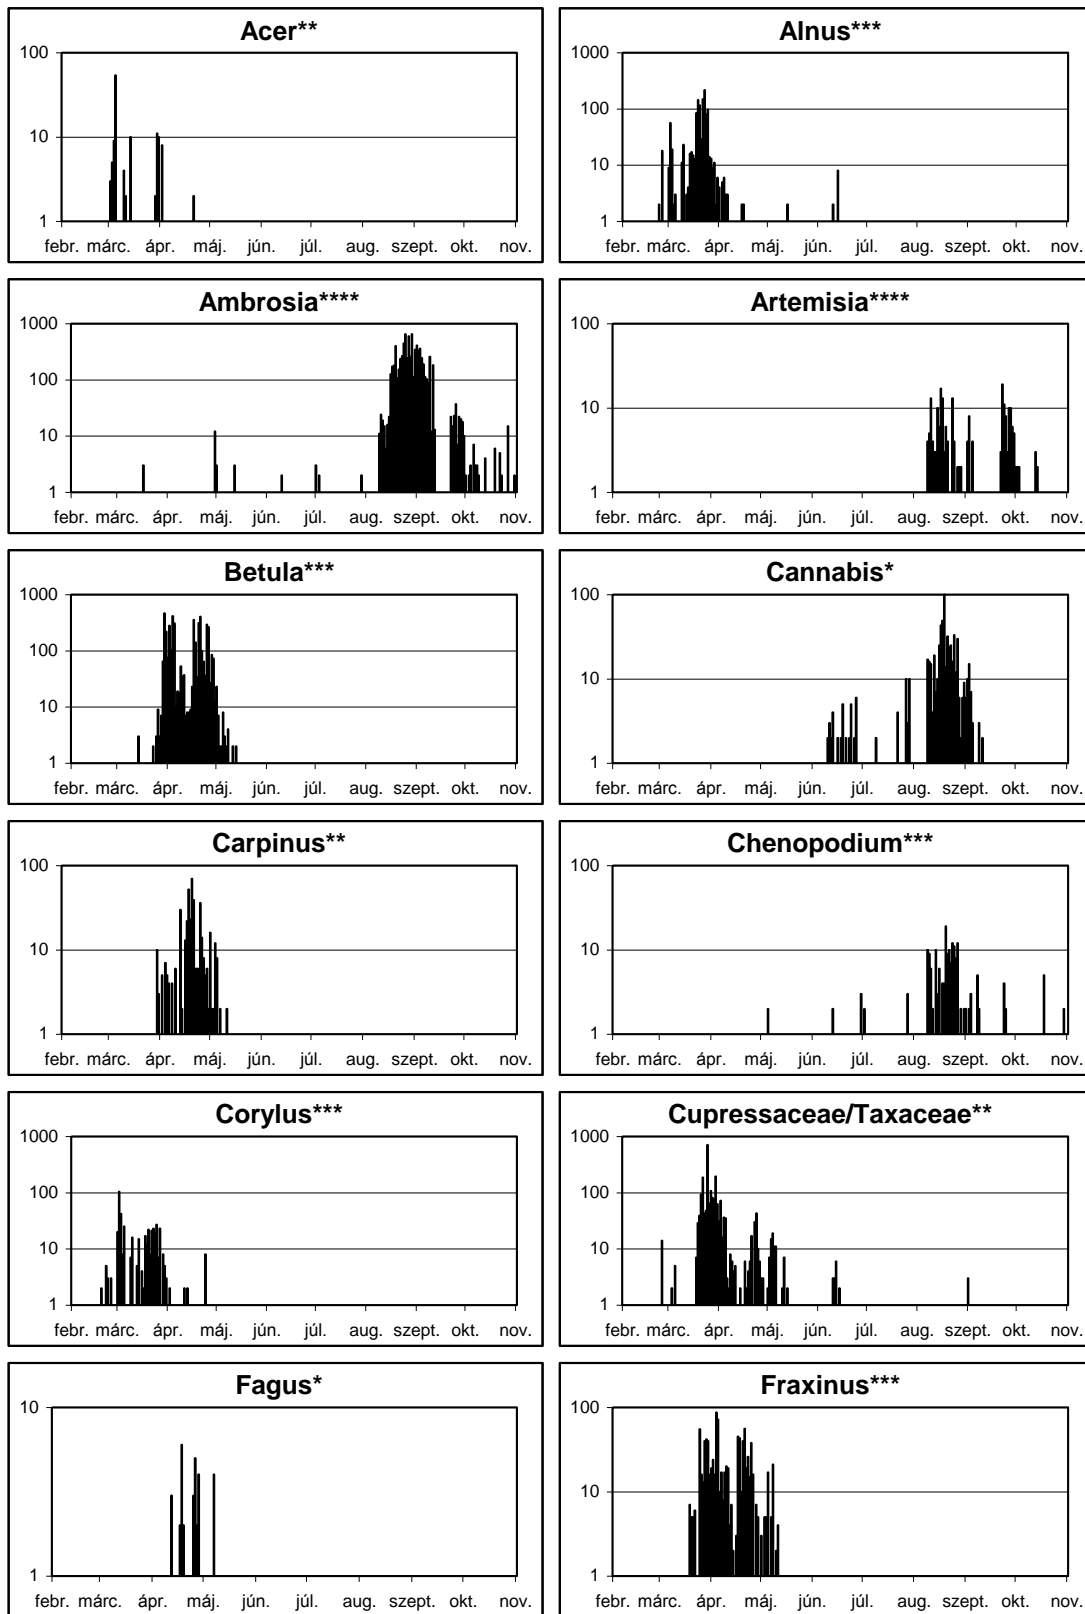 Acer**
100
10
1
febr. márc. ápr. máj. jún. júl. aug. szept. okt. nov.
Alnus***
1000
100
10
1
febr. márc. ápr. máj. jún. júl. aug. szept. okt. nov.
Ambrosia****
1000
100
10
1
febr. márc. ápr. máj. jún. júl. aug. szept. okt. nov.
Artemisia****
100
10
1
febr. márc. ápr. máj. jún. júl. aug. szept. okt. nov.
Betula***
1000
100
10
1
febr. márc. ápr. máj. jún. júl. aug. szept. okt. nov.
Cannabis*
100
10
1
febr. márc. ápr. máj. jún. júl. aug. szept. okt. nov.
Carpinus**
100
10
1
febr. márc. ápr. máj. jún. júl. aug. szept. okt. nov.
Chenopodium***
100
10
1
febr. márc. ápr. máj. jún. júl. aug. szept. okt. nov.
Corylus***
1000
100
10
1
febr. márc. ápr. máj. jún. júl. aug. szept. okt. nov.
Cupressaceae/Taxaceae**
1000
100
10
1
febr. márc. ápr. máj. jún. júl. aug. szept. okt. nov.
Fagus*
10
1
febr. márc. ápr. máj. jún. júl. aug. szept. okt. nov.
Fraxinus***
100
10
1
febr. márc. ápr. máj. jún. júl. aug. szept. okt. nov.